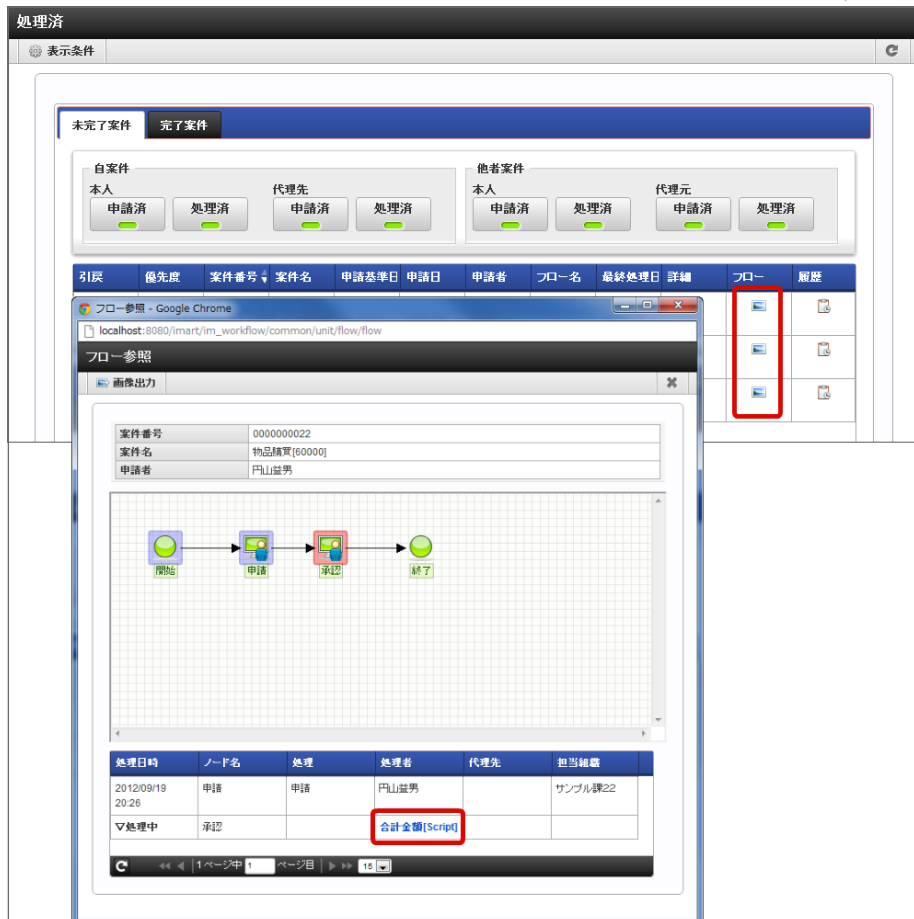 処理済
表示条件
未完了案件 完了案件
自案件 他者案件
本人 代理先 本人 代理元
申請済 処理済 申請済 処理済 申請済 処理済 申請済 処理済
引戻 優先度 案件番号 案件名 申請基準日 申請日 申請者 フロー名 最終処理日 詳細 フロー 履歴
フロー参照 - Google Chrome
localhost:8080/imart/im_workflow/common/unit/flow/flow
フロー参照
画像出力
案件番号 0000000022
案件名 物品購買[60000]
申請者 円山益男
開始 申請 承認 終了
処理日時 ノード名 処理 処理者 代理先 担当組織
2012/09/19 申請 申請 円山益男 サンプル課22
20:26
▽処理中 承認 合計金額[Script]
1 ページ中 1 ページ目 15